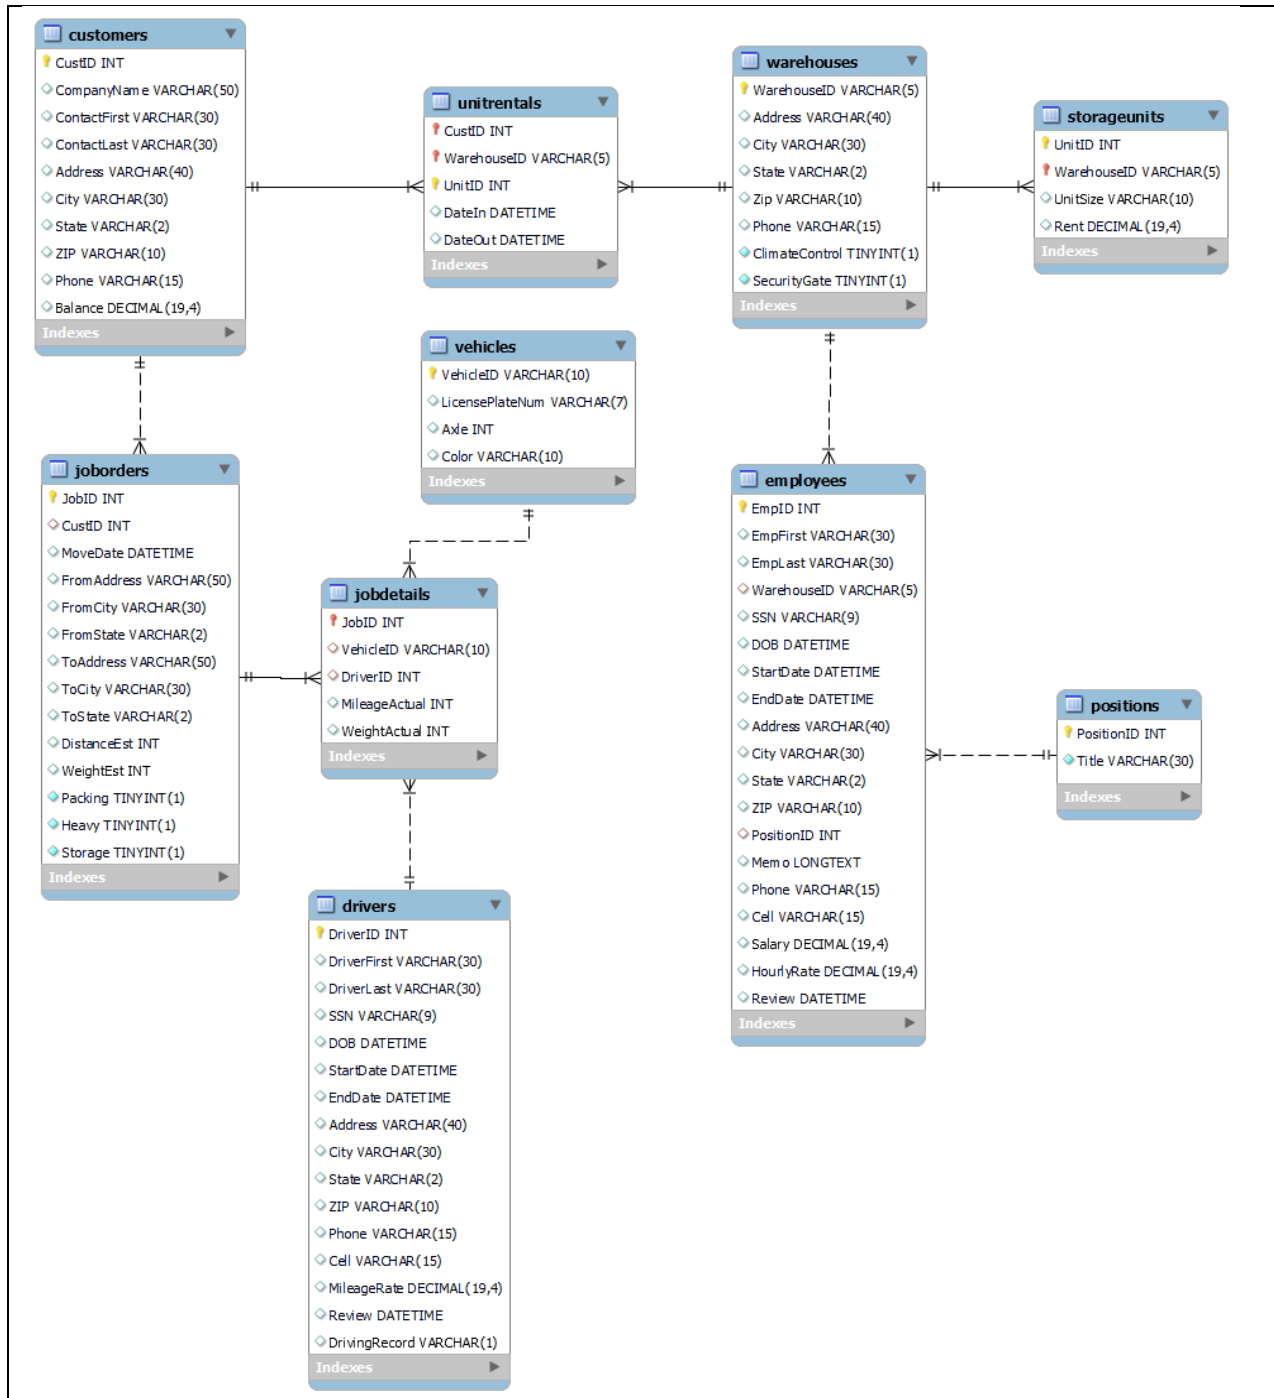 customers
CustID INT
CompanyName VARCHAR(50)
ContactFirst VARCHAR(30)
ContactLast VARCHAR(30)
Address VARCHAR(40)
City VARCHAR(30)
State VARCHAR(2)
ZIP VARCHAR(10)
Phone VARCHAR(15)
Balance DECIMAL(19,4)
Indexes
unitrentals
CustID INT
WarehouseID VARCHAR(5)
UnitID INT
DateIn DATETIME
DateOut DATETIME
Indexes
warehouses
WarehouseID VARCHAR(5)
Address VARCHAR(40)
City VARCHAR(30)
State VARCHAR(2)
Zip VARCHAR(10)
Phone VARCHAR(15)
ClimateControl TINYINT(1)
SecurityGate TINYINT(1)
Indexes
storageunits
UnitID INT
WarehouseID VARCHAR(5)
UnitSize VARCHAR(10)
Rent DECIMAL(19,4)
Indexes
vehicles
VehicleID VARCHAR(10)
LicensePlateNum VARCHAR(7)
Axle INT
Color VARCHAR(10)
Indexes
joborders
JobID INT
CustID INT
MoveDate DATETIME
FromAddress VARCHAR(50)
FromCity VARCHAR(30)
FromState VARCHAR(2)
ToAddress VARCHAR(50)
ToCity VARCHAR(30)
ToState VARCHAR(2)
DistanceEst INT
WeightEst INT
Packing TINYINT(1)
Heavy TINYINT(1)
Storage TINYINT(1)
Indexes
jobdetails
JobID INT
VehicleID VARCHAR(10)
DriverID INT
MileageActual INT
WeightActual INT
Indexes
employees
EmpID INT
EmpFirst VARCHAR(30)
EmpLast VARCHAR(30)
WarehouseID VARCHAR(5)
SSN VARCHAR(9)
DOB DATETIME
StartDate DATETIME
EndDate DATETIME
Address VARCHAR(40)
City VARCHAR(30)
State VARCHAR(2)
ZIP VARCHAR(10)
PositionID INT
Memo LONGTEXT
Phone VARCHAR(15)
Cell VARCHAR(15)
Salary DECIMAL(19,4)
HourlyRate DECIMAL(19,4)
Review DATETIME
Indexes
positions
PositionID INT
Title VARCHAR(30)
Indexes
drivers
DriverID INT
DriverFirst VARCHAR(30)
DriverLast VARCHAR(30)
SSN VARCHAR(9)
DOB DATETIME
StartDate DATETIME
EndDate DATETIME
Address VARCHAR(40)
City VARCHAR(30)
State VARCHAR(2)
ZIP VARCHAR(10)
Phone VARCHAR(15)
Cell VARCHAR(15)
MileageRate DECIMAL(19,4)
Review DATETIME
DrivingRecord VARCHAR(1)
Indexes